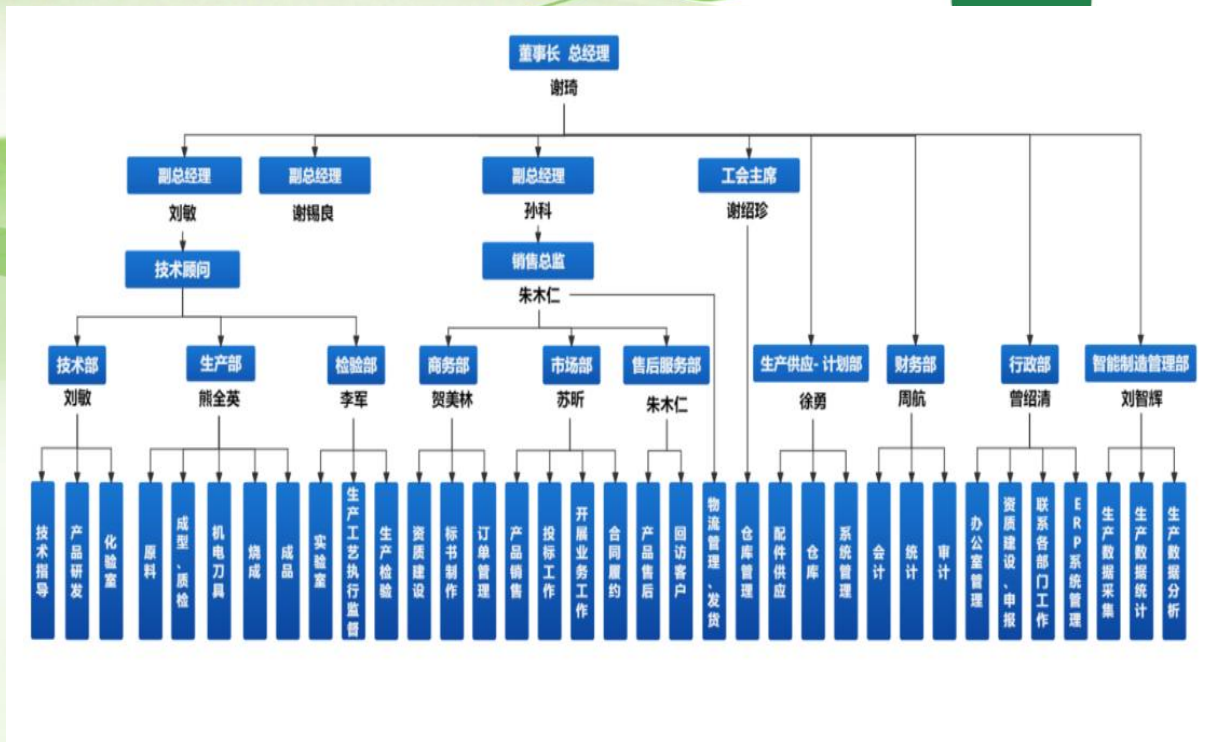 董事长 总经理
谢琦
副总经理
副总经理
副总经理
工会主席
刘敏
谢锡良
孙科
谢绍珍
技术顾问
销售总监
朱木仁
技术部
生产部
检验部
商务部
市场部
售后服务部
生产供应-计划部
财务部
行政部
智能制造管理部
刘敏
熊全英
李军
贺美林
苏昕
朱木仁
徐勇
周航
曾绍清
刘智辉
技术指导
产品研发
化验室
原料
成型、质检
机电刀具
烧成
成品
实验室
生产工艺执行监督
生产检验
资质建设
标书制作
订单管理
产品销售
投标工作
开展业务工作
合同履约
产品售后
回访客户
物流管理、发货
仓库管理
配件供应
仓库
系统管理
会计
统计
审计
办公室管理
资质建设、申报
联系各部门工作
ERP系统管理
生产数据采集
生产数据统计
生产数据分析